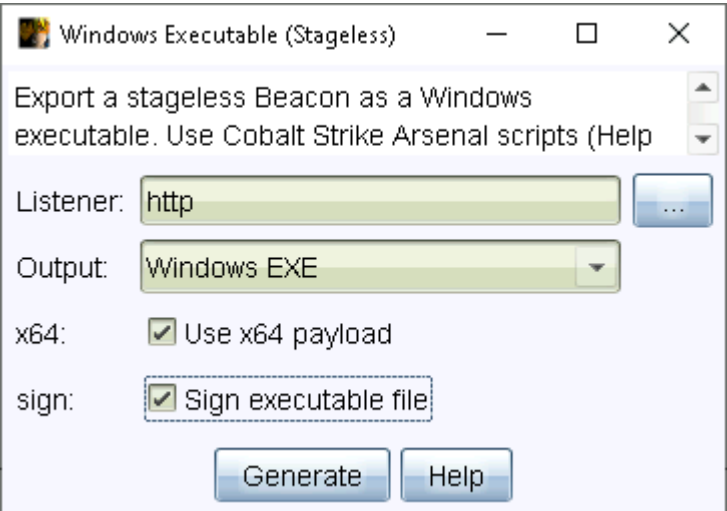 Windows Executable (Stageless)
Export a stageless Beacon as a Windows
executable. Use Cobalt Strike Arsenal scripts (Help
Listener: http ...
Output: Windows EXE
x64: Use x64 payload
sign: Sign executable file
Generate Help